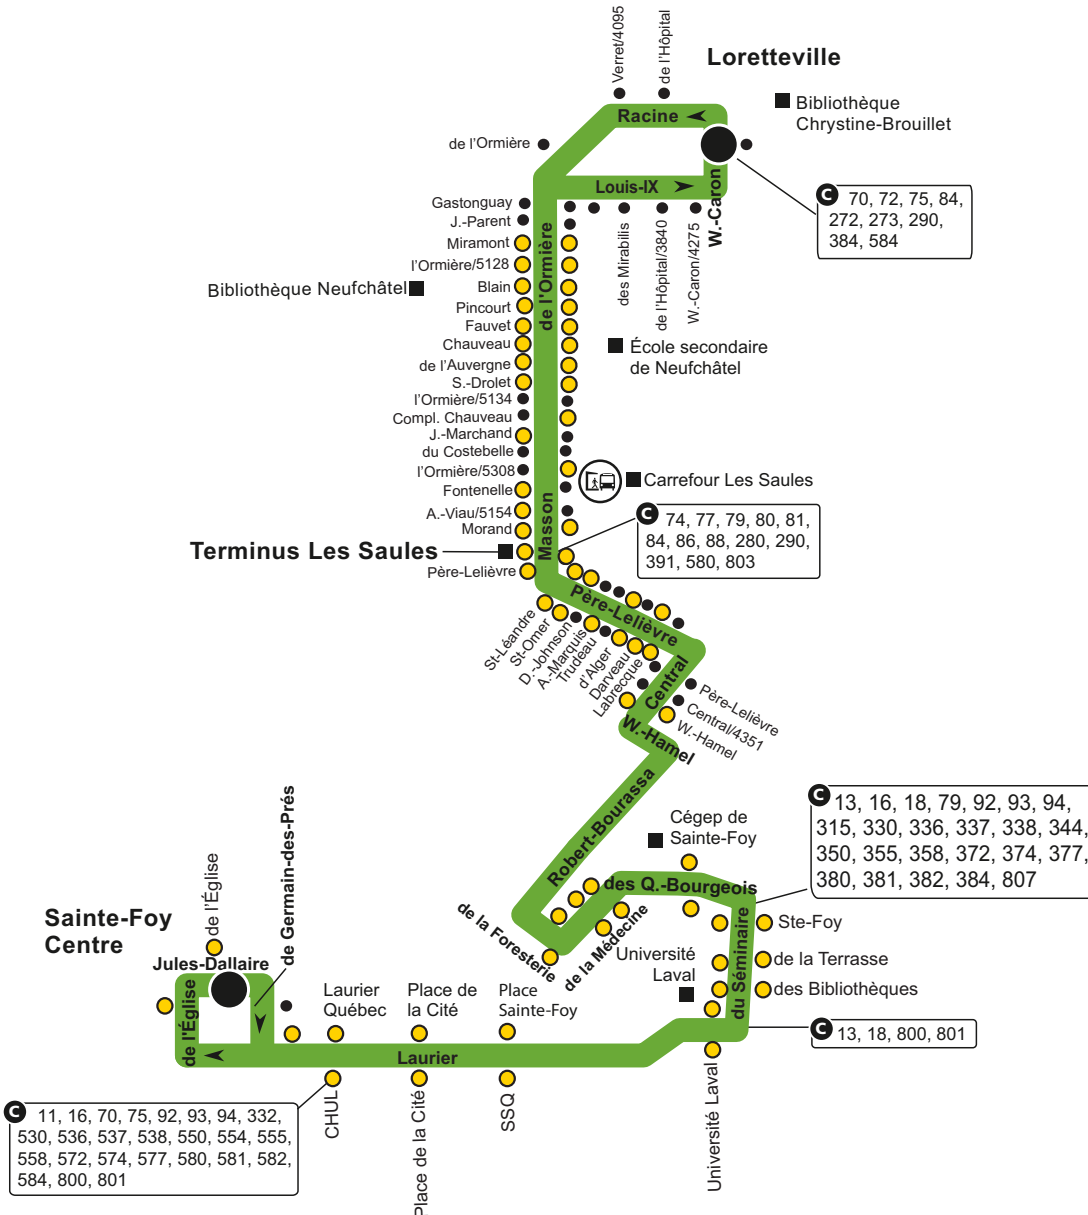 Verret/4095
de l'Hôpital
Loretteville
Bibliothèque
Chrystine-Brouillet
Racine
de l'Ormière
Louis-IX
W.-Caron
C 70, 72, 75, 84,
272, 273, 290,
384, 584
Gastonguay
J.-Parent
Miramont
l'Ormière/5128
Blain
Pincourt
Fauvet
Chauveau
de l'Auvergne
S.-Drolet
l'Ormière/5134
Compl. Chauveau
J.-Marchand
du Costebelle
l'Ormière/5308
Fontenelle
A.-Viau/5154
Morand
Bibliothèque Neufchâtel
de l'Ormière
des Mirabilis
de l'Hôpital/3840
W.-Caron/4275
École secondaire
de Neufchâtel
Carrefour Les Saules
Masson
C 74, 77, 79, 80, 81,
84, 86, 88, 280, 290,
391, 580, 803
Terminus Les Saules
Père-Lelièvre
Père-Lelièvre
St-Léandre
St-Omer
D.-Johnson
A.-Marquis
Trudeau
d'Alger
Darveau
Labrecque
Central
Père-Lelièvre
Central/4351
W.-Hamel
W.-Hamel
Robert-Bourassa
Cégep de
Sainte-Foy
C 13, 16, 18, 79, 92, 93, 94,
315, 330, 336, 337, 338, 344,
350, 355, 358, 372, 374, 377,
380, 381, 382, 384, 807
des Q.-Bourgeois
de la Foresterie
de la Médecine
Université
Laval
du Séminaire
Ste-Foy
de la Terrasse
des Bibliothèques
C 13, 18, 800, 801
Sainte-Foy
Centre
de l'Église
de Germain-des-Prés
Jules-Dallaire
de l'Église
Laurier
Québec
Place de
la Cité
Place
Sainte-Foy
Laurier
CHUL
Place de la Cité
SSQ
Université Laval
C 11, 16, 70, 75, 92, 93, 94, 332,
530, 536, 537, 538, 550, 554, 555,
558, 572, 574, 577, 580, 581, 582,
584, 800, 801